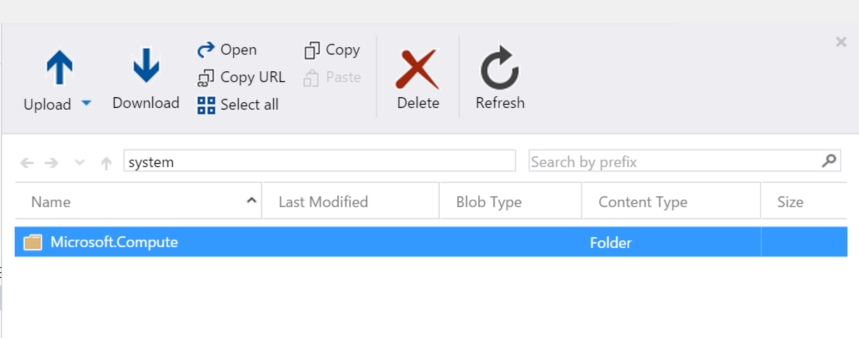 Open
Copy
Copy URL
Paste
Upload
Download
Select all
Delete
Refresh
system
Search by prefix
Name
Last Modified
Blob Type
Content Type
Size
Microsoft.Compute
Folder